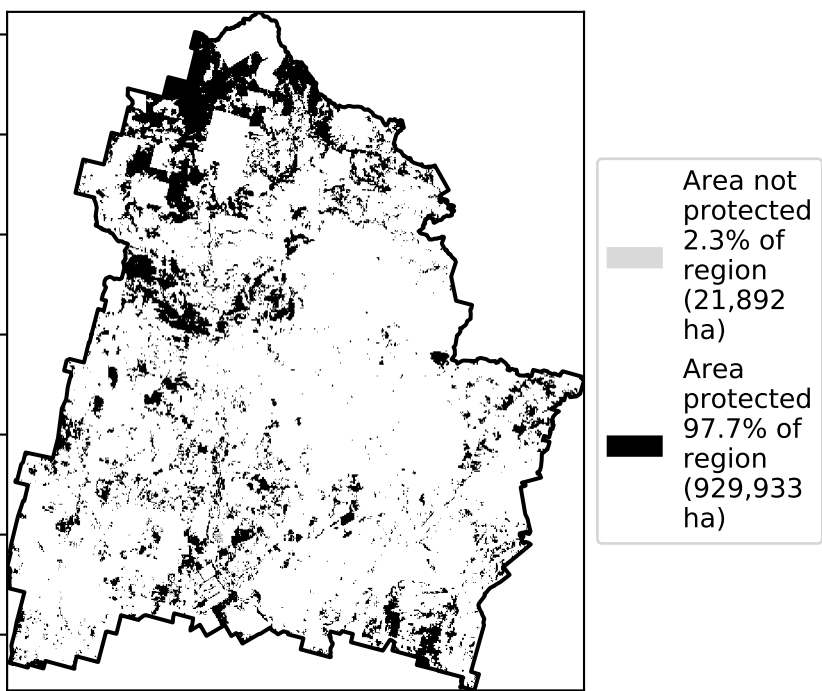 Area not
protected
2.3% of
region
(21,892
ha)
Area
protected
97.7% of
region
(929,933
ha)